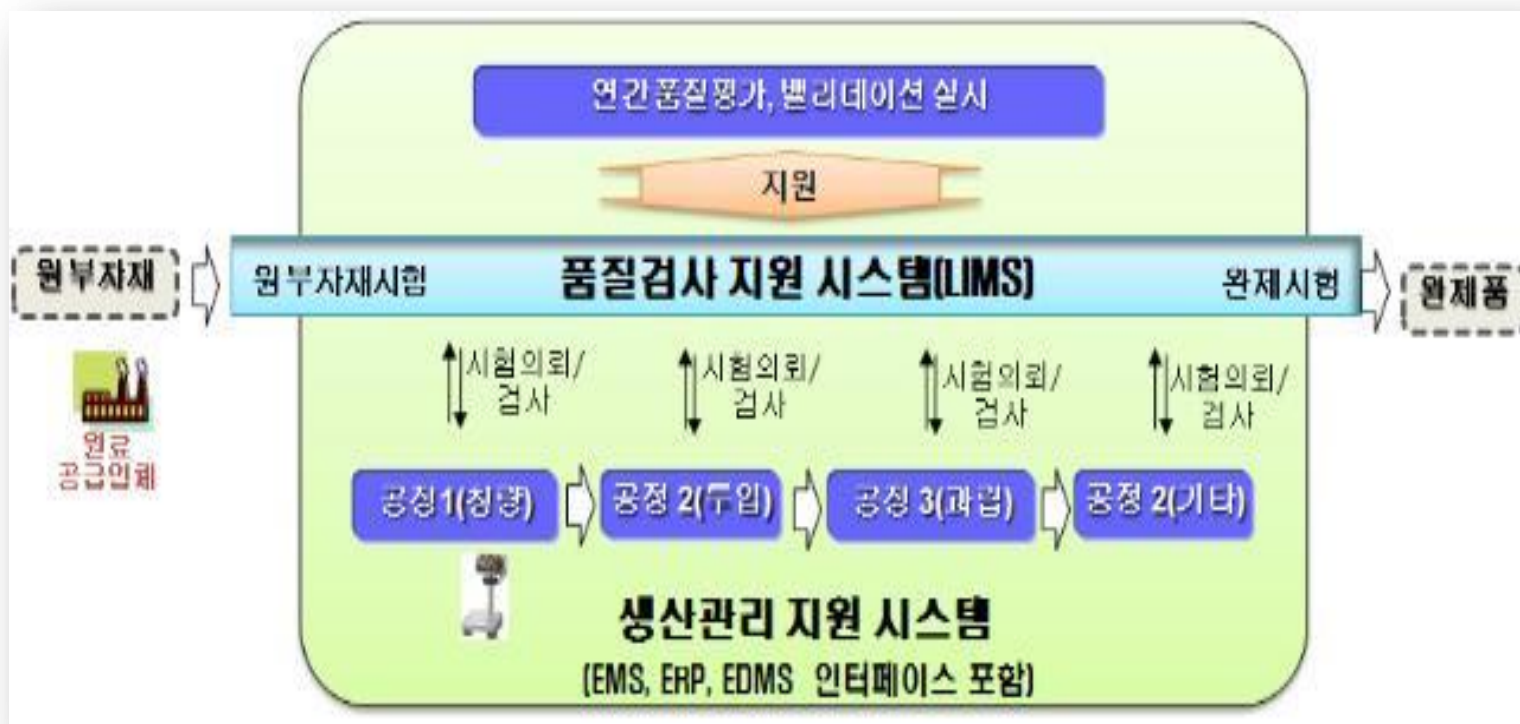 연간 품질평가, 밸리데이션 실시
지원
원부자재
원부자재시험
품질검사 지원 시스템(LIMS)
완제시험
완제품
시험의뢰/
검사
시험의뢰/
검사
시험의뢰/
검사
시험의뢰/
검사
원료
공급업체
공정 1(칭량)
공정 2(투입)
공정 3(과립)
공정 2(기타)
생산관리 지원 시스템
(EMS, ERP, EDMS 인터페이스 포함)